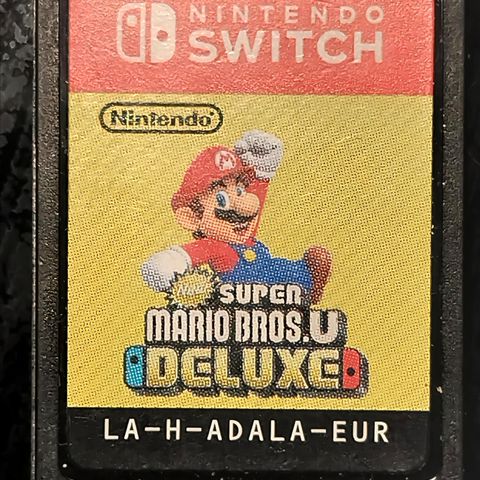 NINTENDO
SWITCH
Nintendo
New
SUPER
MARIO BROS.U
DELUXE
LA-H-ADALA-EUR